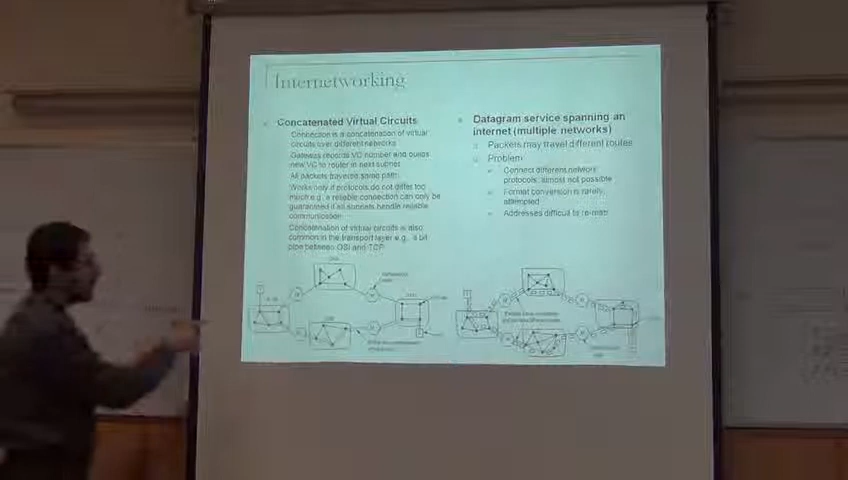 Internetworking
Concatenated Virtual Circuits
Connection is a concatenation of virtual
circuits over different networks
Gateway records VC number and builds
new VC to router in next subnet
All packets traverse same path
Works only if protocols do not differ too
much e.g., a reliable connection can only be
guaranteed if all subnets handle reliable
communication
Concatenation of virtual circuits is also
common in the transport layer e.g., a bit
pipe between OSI and TCP
Datagram service spanning an
internet (multiple networks)
Packets may travel different routes
Problem
Connect different network
protocols; almost not possible
Format conversion is rarely
attempted
Addresses difficult to re-map